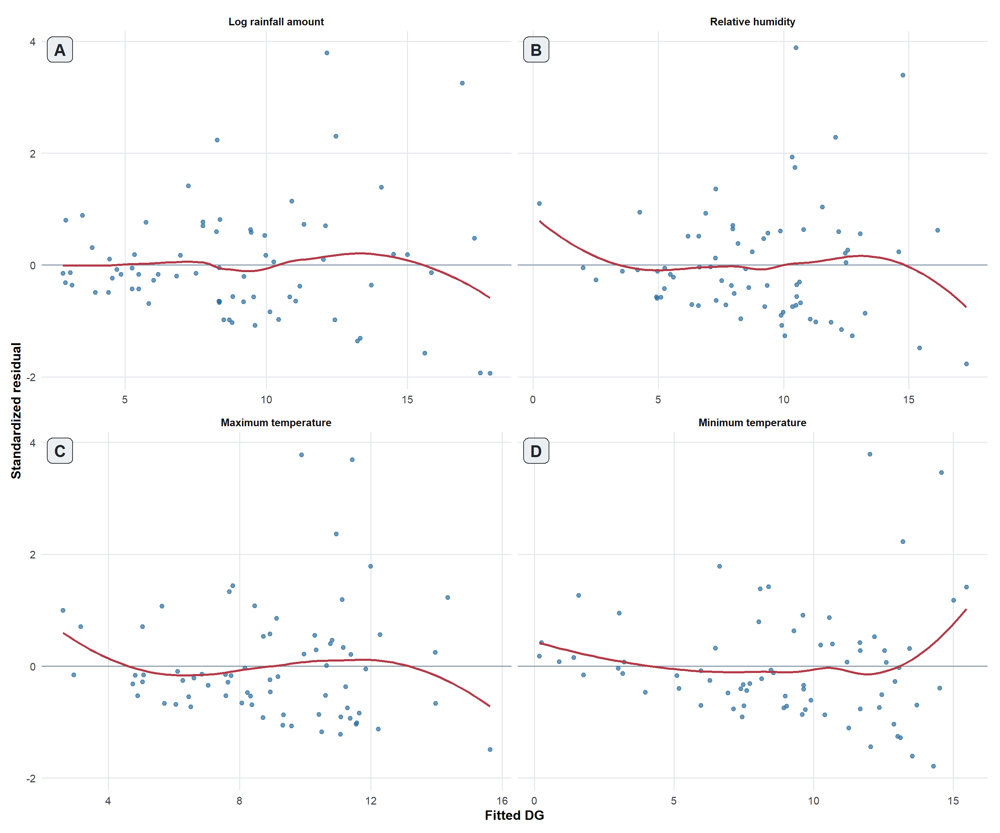 Log rainfall amount
Relative humidity
A
B
4
2
0
-2
5
10
15
0
5
10
15
Maximum temperature
Minimum temperature
C
D
4
2
0
-2
4
8
12
16
0
5
10
15
Standardized residual
Fitted DG